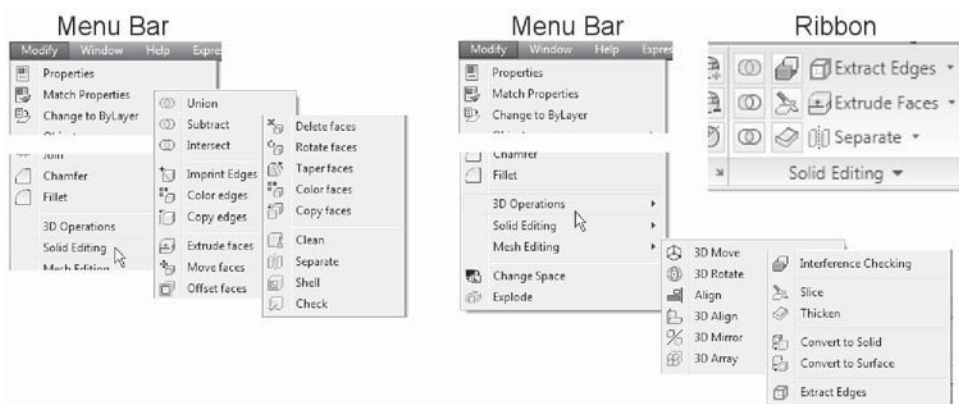 Menu Bar
Modify Window Help Expre
Properties
Match Properties
Change to ByLayer
Join
Chamfer
Fillet
3D Operations
Solid Editing
Mesh Editing
Union
Subtract
Intersect
Imprint Edges
Color edges
Copy edges
Extrude faces
Move faces
Offset faces
Delete faces
Rotate faces
Taper faces
Color faces
Copy faces
Clean
Separate
Shell
Check
Menu Bar
Modify Window Help Expres
Properties
Match Properties
Change to ByLayer
Chamfer
Fillet
3D Operations
Solid Editing
Mesh Editing
Change Space
Explode
3D Move
3D Rotate
Align
3D Align
3D Mirror
3D Array
Interference Checking
Slice
Thicken
Convert to Solid
Convert to Surface
Extract Edges
Ribbon
Extract Edges
Extrude Faces
Separate
Solid Editing